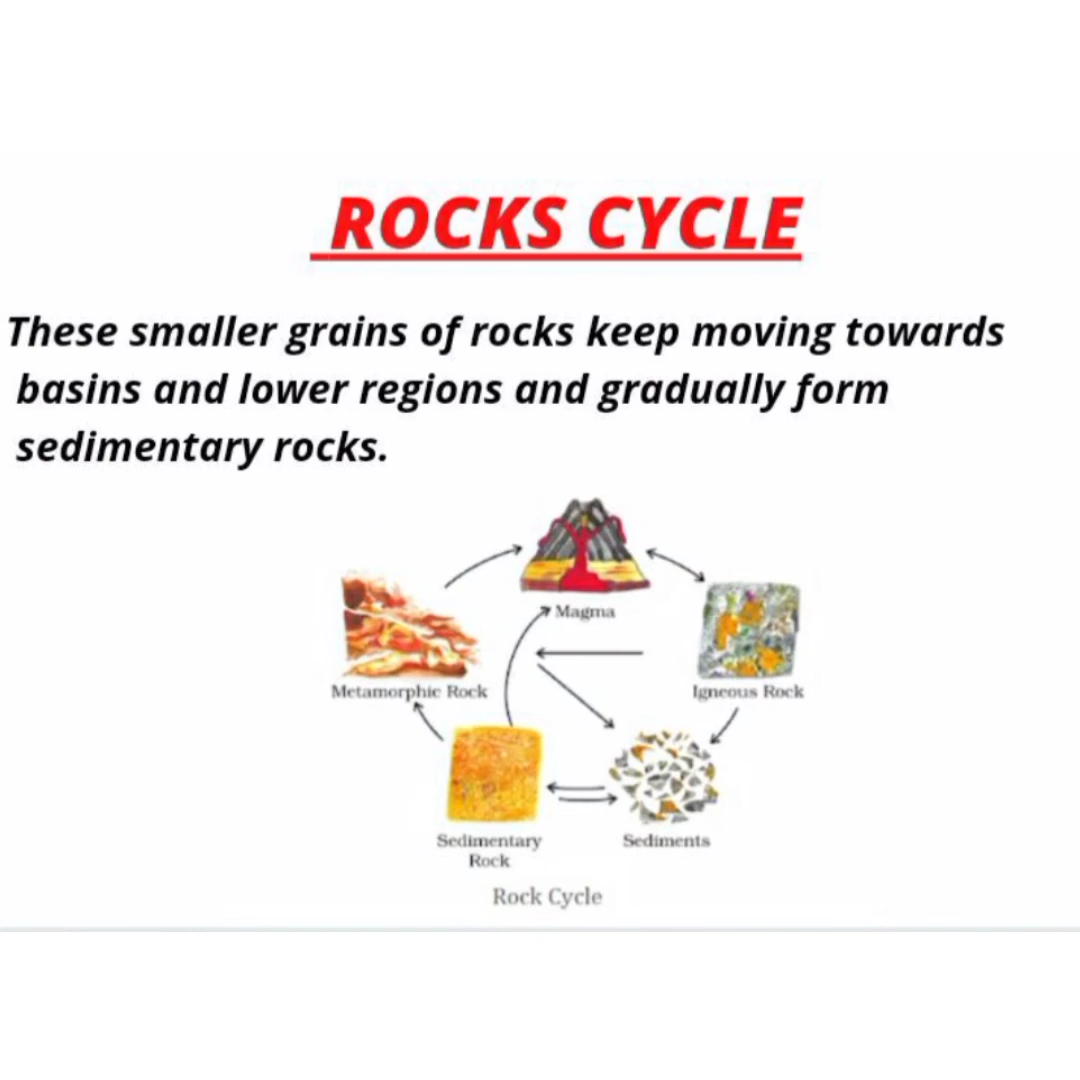 ROCKS CYCLE
These smaller grains of rocks keep moving towards
basins and lower regions and gradually form
sedimentary rocks.
Magma
Metamorphic Rock
Igneous Rock
Sedimentary
Rock
Sediments
Rock Cycle